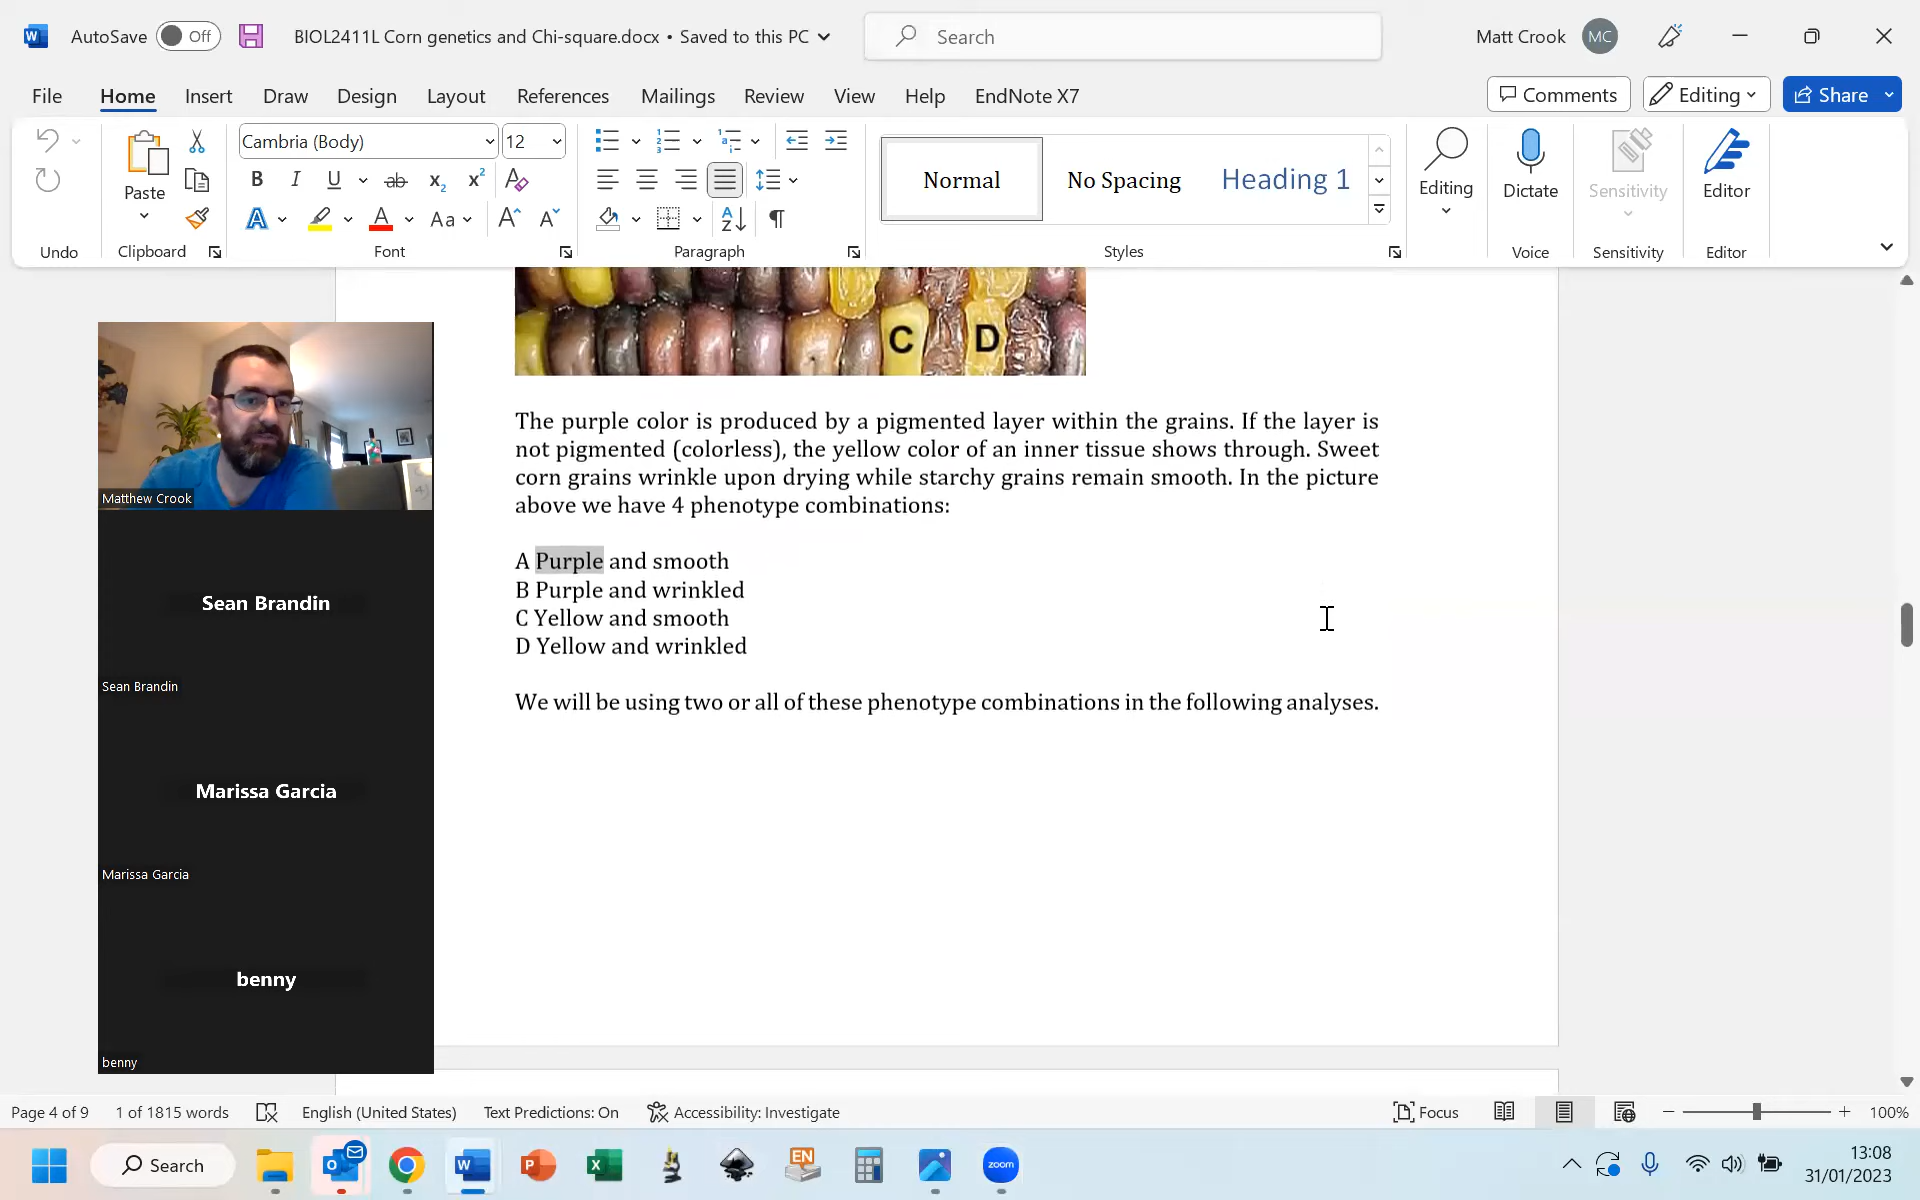 AutoSave Off BIOL2411L Corn genetics and Chi-square.docx • Saved to this PC Search Matt Crook MC
File Home Insert Draw Design Layout References Mailings Review View Help EndNote X7 Comments Editing Share
Cambria (Body) 12
Paste
Normal No Spacing Heading 1
Editing Dictate Sensitivity Editor
Undo Clipboard Font Paragraph Styles Voice Sensitivity Editor
C D
The purple color is produced by a pigmented layer within the grains. If the layer is
not pigmented (colorless), the yellow color of an inner tissue shows through. Sweet
corn grains wrinkle upon drying while starchy grains remain smooth. In the picture
above we have 4 phenotype combinations:
A Purple and smooth
B Purple and wrinkled
C Yellow and smooth
D Yellow and wrinkled
We will be using two or all of these phenotype combinations in the following analyses.
Matthew Crook
Sean Brandin
Sean Brandin
Marissa Garcia
Marissa Garcia
benny
benny
Page 4 of 9 1 of 1815 words English (United States) Text Predictions: On Accessibility: Investigate Focus 100%
Search EN zoom
13:08
31/01/2023